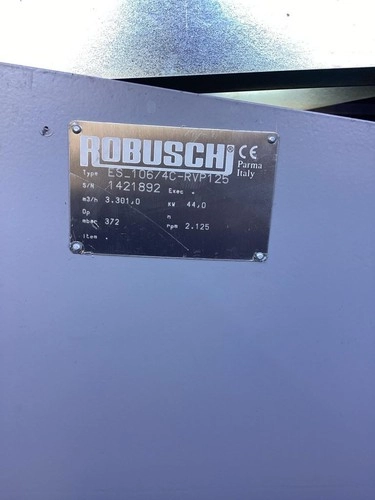 ROBUSCHI® CE
Parma
Italy
Type ES_106/4C-RVP125
S/N 1421892 Exec .
m3/h 3.301,0 KW 44,0
Dp n
mbar 372 rpm 2.125
Item .